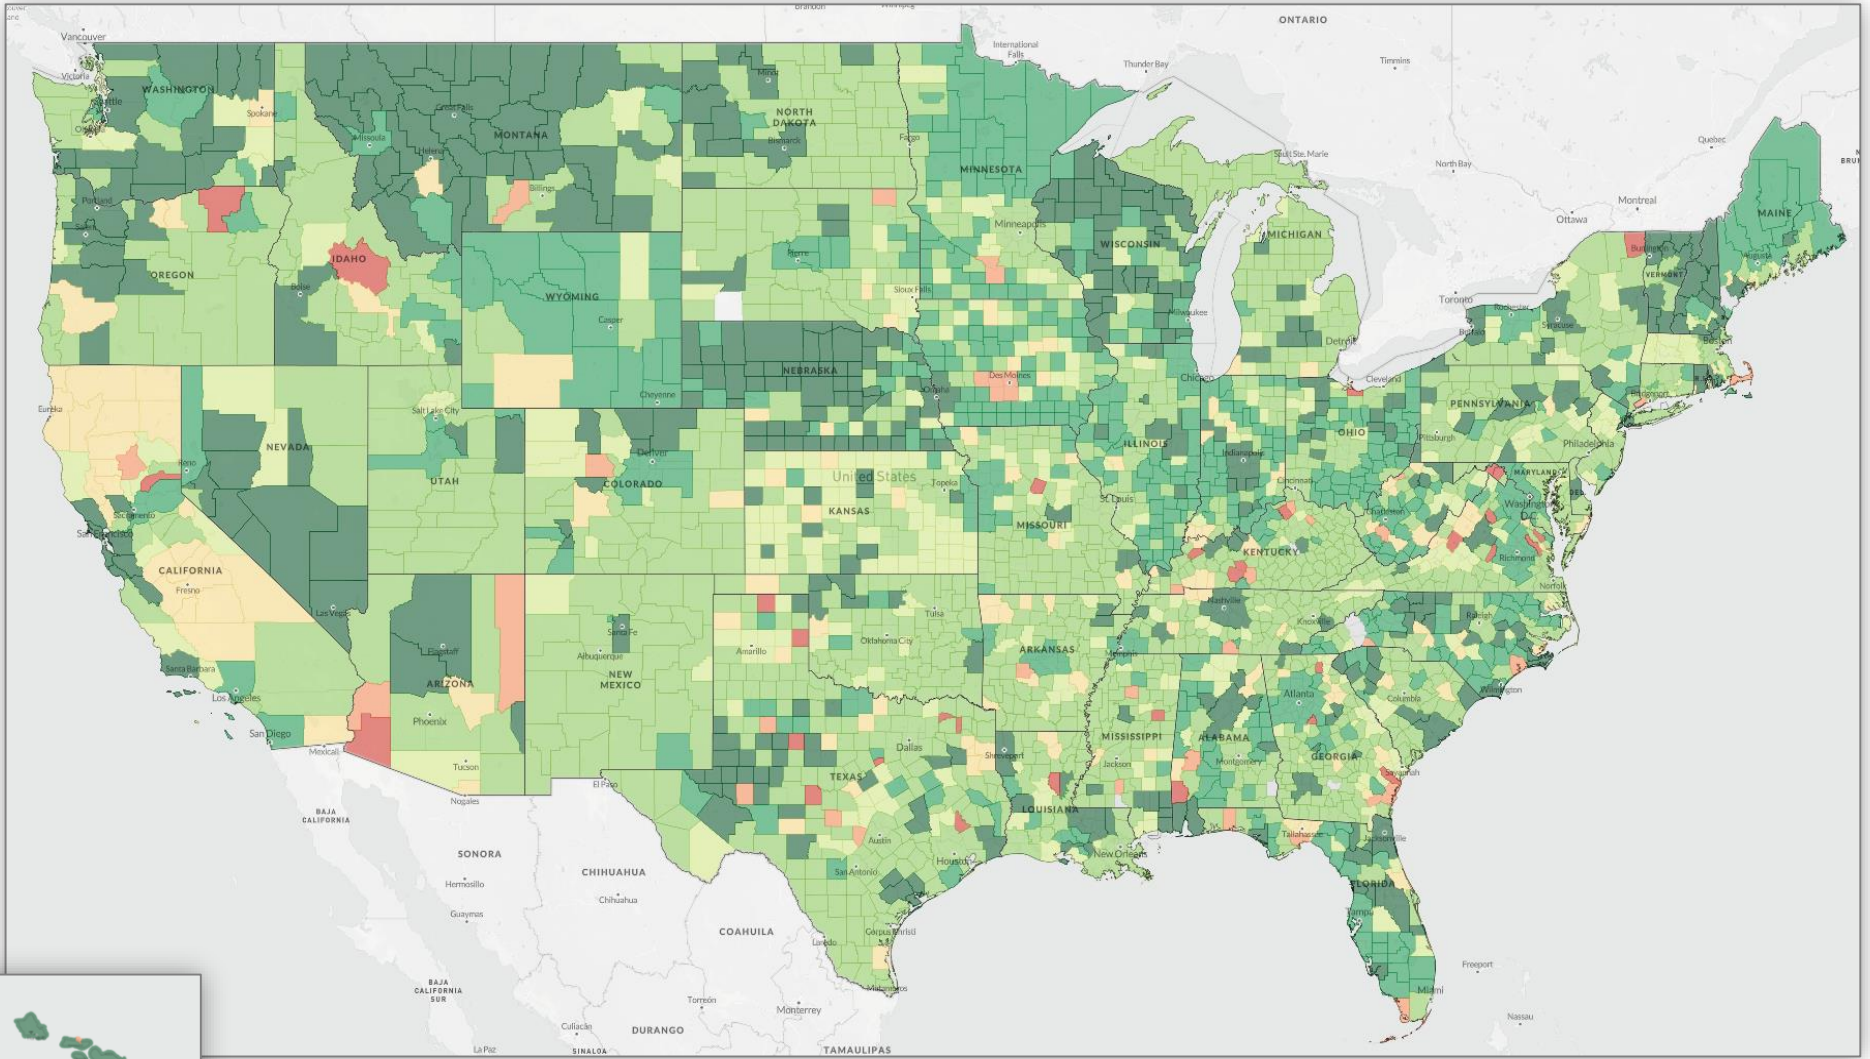 Vancouver
Victoria
WASHINGTON
Spokane
Great Falls
Missoula
MONTANA
Helena
Billings
Portland
OREGON
IDAHO
Boise
WYOMING
Casper
Cheyenne
Minot
NORTH
DAKOTA
Bismarck
Fargo
International
Falls
Thunder Bay
ONTARIO
Timmins
MINNESOTA
Minneapolis
Sault Ste. Marie
North Bay
Quebec
Montreal
Ottawa
MAINE
Augusta
Burlington
VERMONT
WISCONSIN
MICHIGAN
Milwaukee
Toronto
Rochester
Buffalo
Syracuse
Boston
Pierre
Sioux Falls
Detroit
Chicago
Cleveland
NEBRASKA
Omaha
Des Moines
PENNSYLVANIA
Pittsburgh
Philadelphia
Eureka
Reno
NEVADA
Salt Lake City
UTAH
Denver
COLORADO
United States
Topeka
KANSAS
ILLINOIS
Indianapolis
OHIO
Cincinnati
MARYLAND
Washington
D.C.
Charleston
Richmond
Norfolk
St. Louis
MISSOURI
KENTUCKY
Sacramento
San Francisco
CALIFORNIA
Fresno
Las Vegas
Santa Barbara
Los Angeles
San Diego
Mexicali
Flagstaff
ARIZONA
Phoenix
Tucson
Nogales
Santa Fe
Albuquerque
NEW
MEXICO
Amarillo
Tulsa
Oklahoma City
ARKANSAS
Memphis
Nashville
Knoxville
Raleigh
Wilmington
Columbia
Atlanta
GEORGIA
Savannah
ALABAMA
Montgomery
MISSISSIPPI
Jackson
Shreveport
LOUISIANA
New Orleans
Dallas
TEXAS
Austin
Houston
San Antonio
Corpus Christi
Laredo
Matamoros
El Paso
Tallahassee
Jacksonville
FLORIDA
Tampa
Miami
Freeport
Nassau
BAJA
CALIFORNIA
SONORA
Hermosillo
Guaymas
CHIHUAHUA
Chihuahua
COAHUILA
BAJA
CALIFORNIA
SUR
Torreón
Monterrey
Culiacán
DURANGO
La Paz
SINALOA
TAMAULIPAS